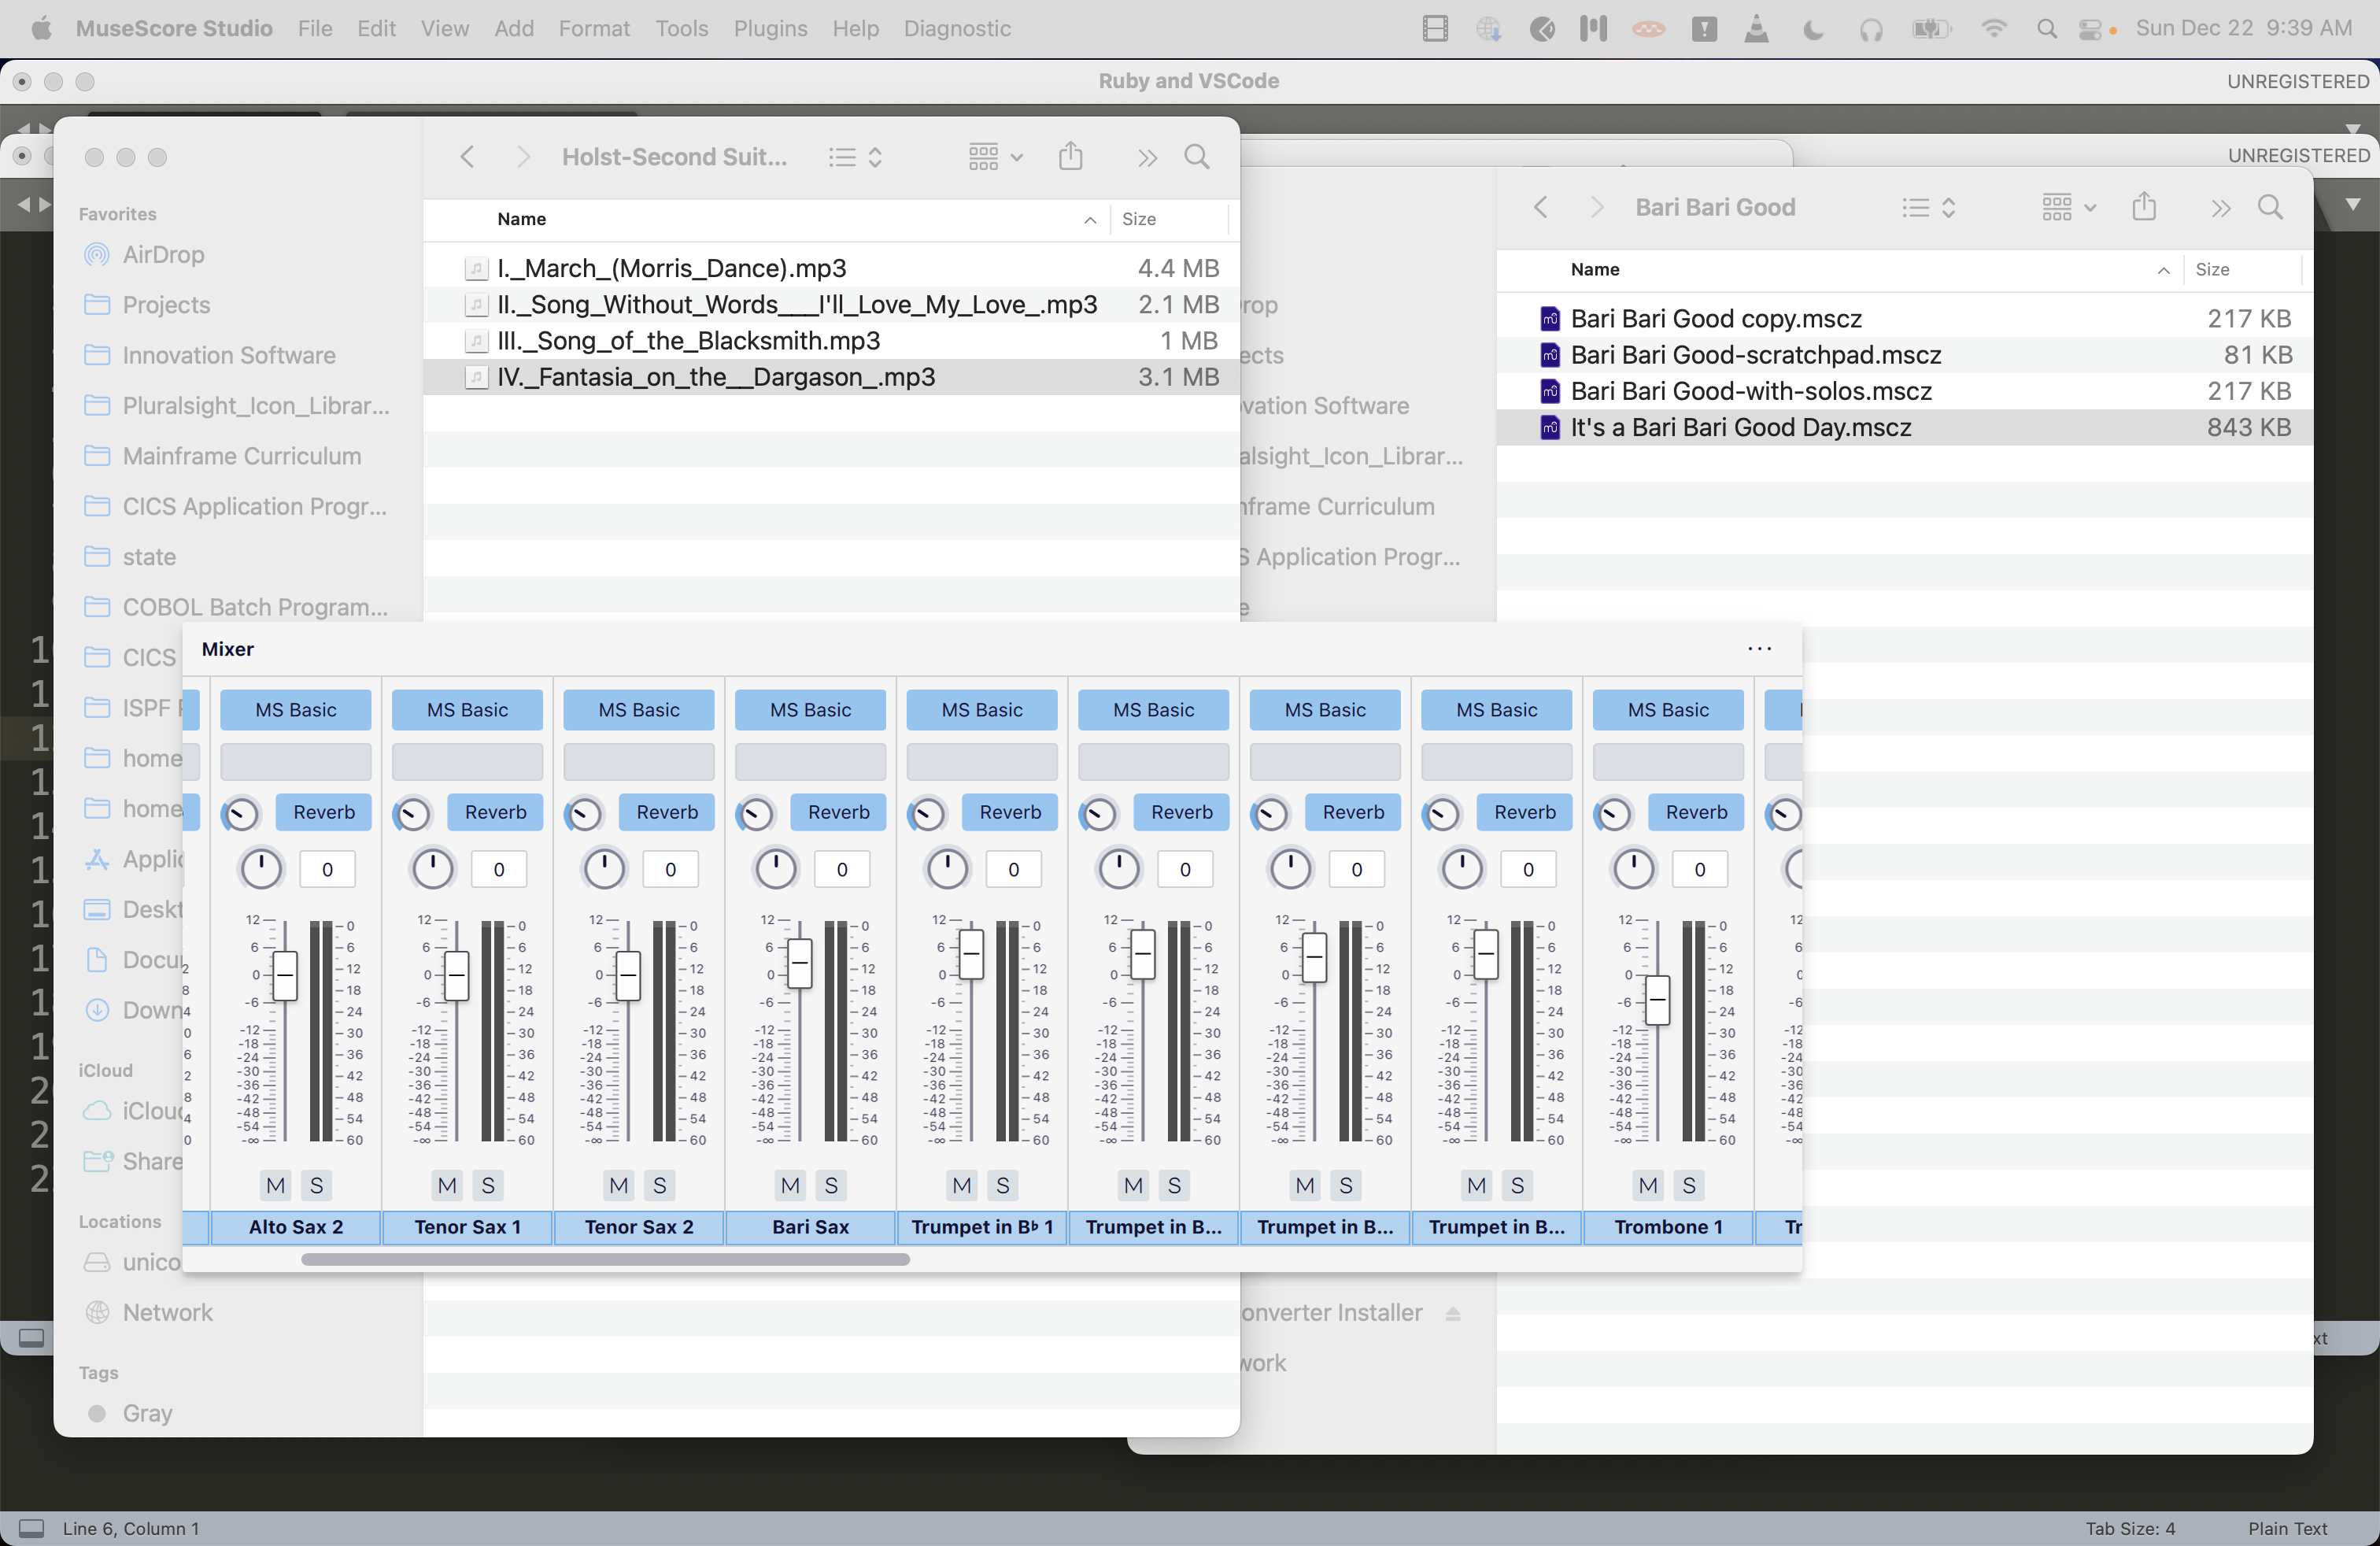 MuseScore Studio File Edit View Add Format Tools Plugins Help Diagnostic Sun Dec 22 9:39 AM
Ruby and VSCode UNREGISTERED
UNREGISTERED
Holst-Second Suit...
Name Size
I._March_(Morris_Dance).mp3 4.4 MB
II._Song_Without_Words___I'll_Love_My_Love_.mp3 2.1 MB
III._Song_of_the_Blacksmith.mp3 1 MB
IV._Fantasia_on_the__Dargason_.mp3 3.1 MB
Favorites
AirDrop
Projects
Innovation Software
Pluralsight_Icon_Librar...
Mainframe Curriculum
CICS Application Progr...
state
COBOL Batch Program...
CICS
ISPF
home
home
Applic
Deskt
Docu
Down
iCloud
iCloud
Share
Locations
unico
Network
Tags
Gray
Bari Bari Good
Name Size
Bari Bari Good copy.mscz 217 KB
Bari Bari Good-scratchpad.mscz 81 KB
Bari Bari Good-with-solos.mscz 217 KB
It's a Bari Bari Good Day.mscz 843 KB
rop
ects
vation Software
alsight_Icon_Librar...
nframe Curriculum
S Application Progr...
e
onverter Installer
work
Mixer ...
MS Basic MS Basic MS Basic MS Basic MS Basic MS Basic MS Basic MS Basic MS Basic
Reverb Reverb Reverb Reverb Reverb Reverb Reverb Reverb Reverb
0 0 0 0 0 0 0 0 0
12 6 0 -6 -12 -18 -24 -30 -36 -42 -48 -54 -∞
0 6 12 18 24 30 36 42 48 54 60
M S M S M S M S M S M S M S M S M S
Alto Sax 2 Tenor Sax 1 Tenor Sax 2 Bari Sax Trumpet in B♭ 1 Trumpet in B... Trumpet in B... Trumpet in B... Trombone 1 Tr
xt
Line 6, Column 1 Tab Size: 4 Plain Text